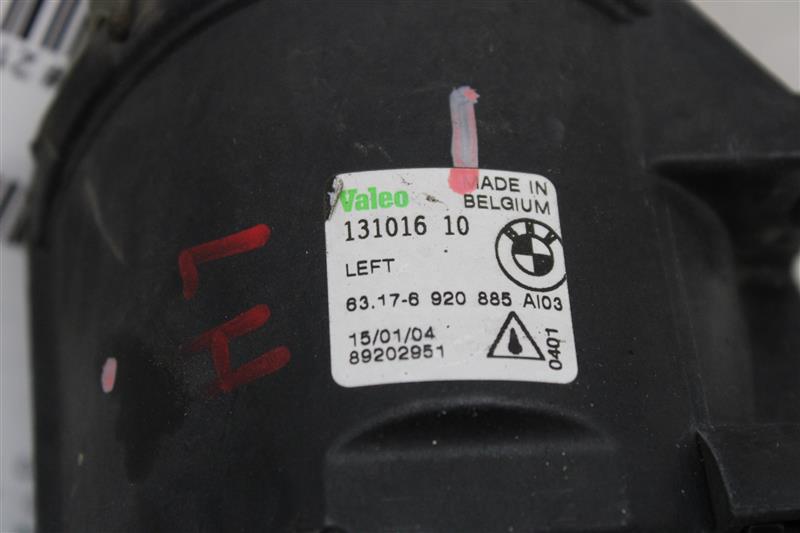 Valeo
MADE IN
BELGIUM
131016 10
LEFT
63.17-6 920 885 AI03
15/01/04
89202951
0401
LH